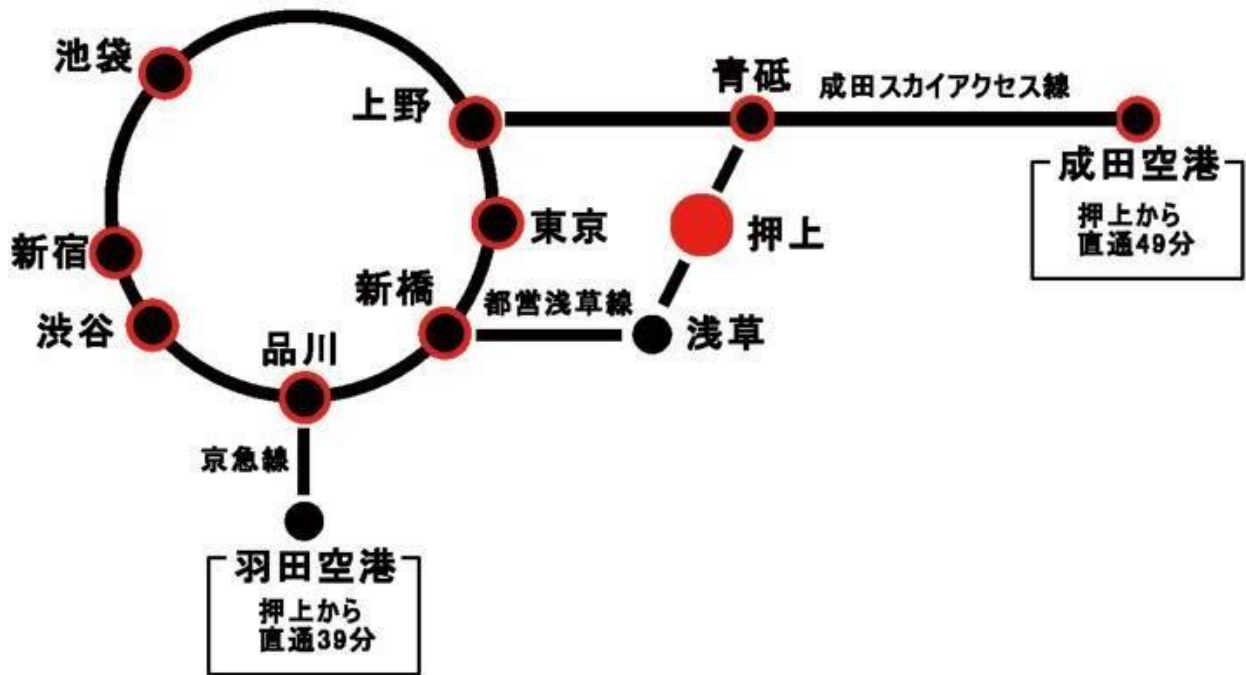 池袋
上野
青砥
成田スカイアクセス線
成田空港
押上から
直通49分
東京
押上
新宿
新橋
都営浅草線
浅草
渋谷
品川
京急線
羽田空港
押上から
直通39分